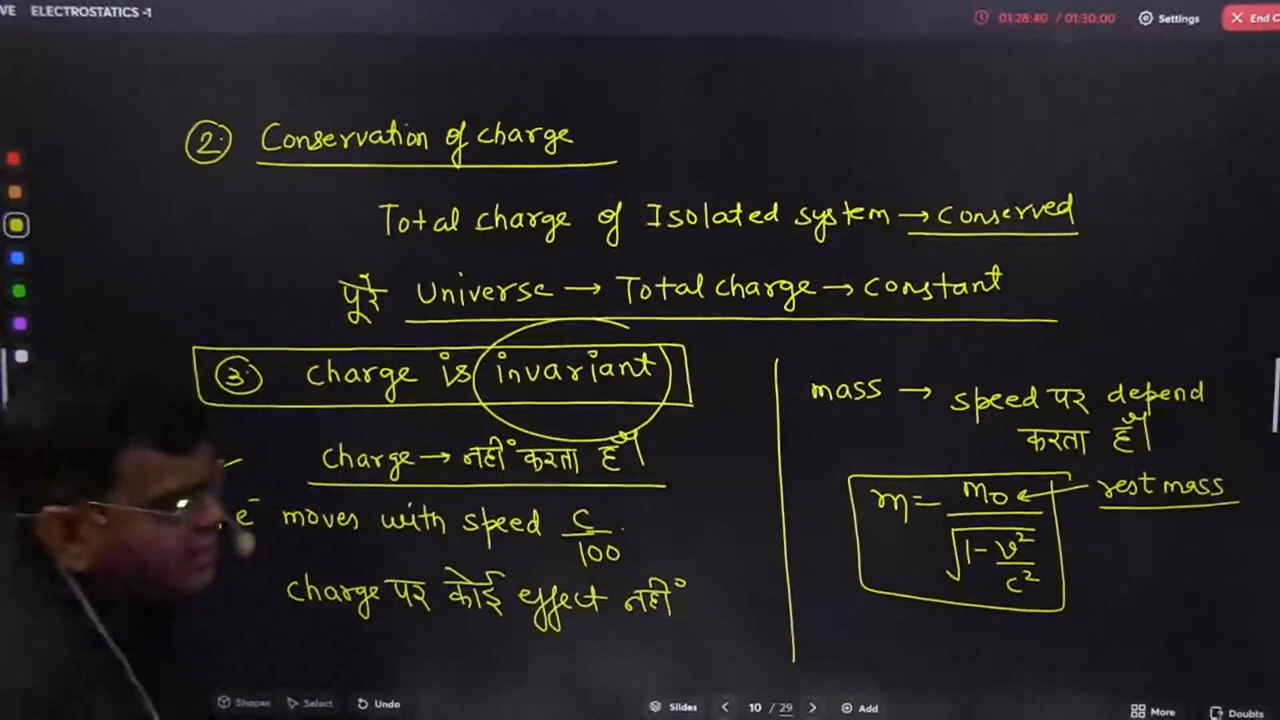 VE ELECTROSTATICS -1
01:28:40 / 01:30:00 Settings End C
2. Conservation of charge
Total charge of Isolated system → conserved
पूरे Universe → Total charge → constant
3. charge is invariant
charge → नहीं करता है।
e⁻ moves with speed c/100
charge पर कोई effect नहीं
mass → speed पर depend
करता है।
m = m₀/√(1-v²/c²) ← rest mass
Shapes Select Undo Slides 10 / 29 Add More Doubts